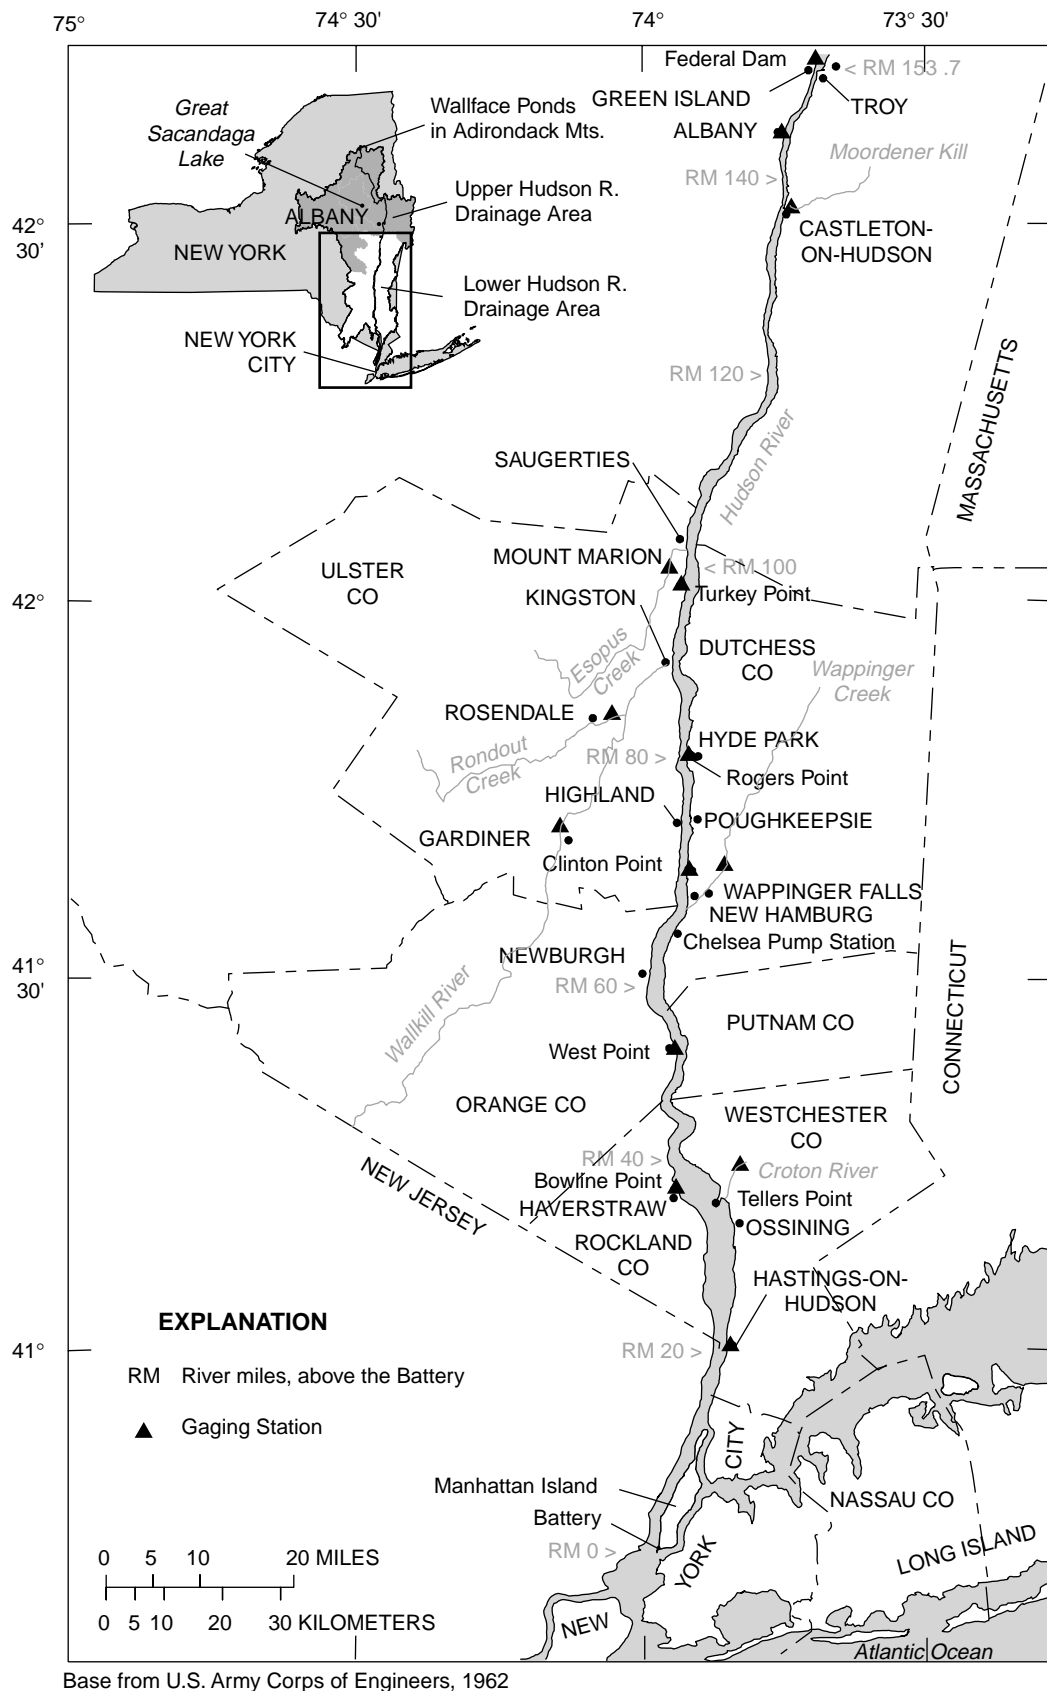 75°
74° 30'
74°
73° 30'
Federal Dam
< RM 153 .7
GREEN ISLAND
TROY
ALBANY
Moordener Kill
RM 140 >
CASTLETON-
ON-HUDSON
Great
Sacandaga
Lake
Wallface Ponds
in Adirondack Mts.
Upper Hudson R.
Drainage Area
ALBANY
NEW YORK
Lower Hudson R.
Drainage Area
NEW YORK
CITY
42°
30'
RM 120 >
MASSACHUSETTS
Hudson River
SAUGERTIES
MOUNT MARION
< RM 100
ULSTER
CO
KINGSTON
Turkey Point
42°
Esopus
Creek
DUTCHESS
CO
Wappinger
Creek
ROSENDALE
Rondout
Creek
HYDE PARK
RM 80 >
Rogers Point
HIGHLAND
POUGHKEEPSIE
GARDINER
Clinton Point
WAPPINGER FALLS
NEW HAMBURG
Chelsea Pump Station
NEWBURGH
RM 60 >
41°
30'
Wallkill River
CONNECTICUT
PUTNAM CO
West Point
ORANGE CO
WESTCHESTER
CO
RM 40 >
Croton River
NEW JERSEY
Bowline Point
Tellers Point
HAVERSTRAW
OSSINING
ROCKLAND
CO
HASTINGS-ON-
HUDSON
EXPLANATION
41°
RM 20 >
RM River miles, above the Battery
Gaging Station
CITY
Manhattan Island
NASSAU CO
Battery
RM 0 >
YORK
LONG ISLAND
NEW
0 5 10 20 MILES
0 5 10 20 30 KILOMETERS
Atlantic Ocean
Base from U.S. Army Corps of Engineers, 1962